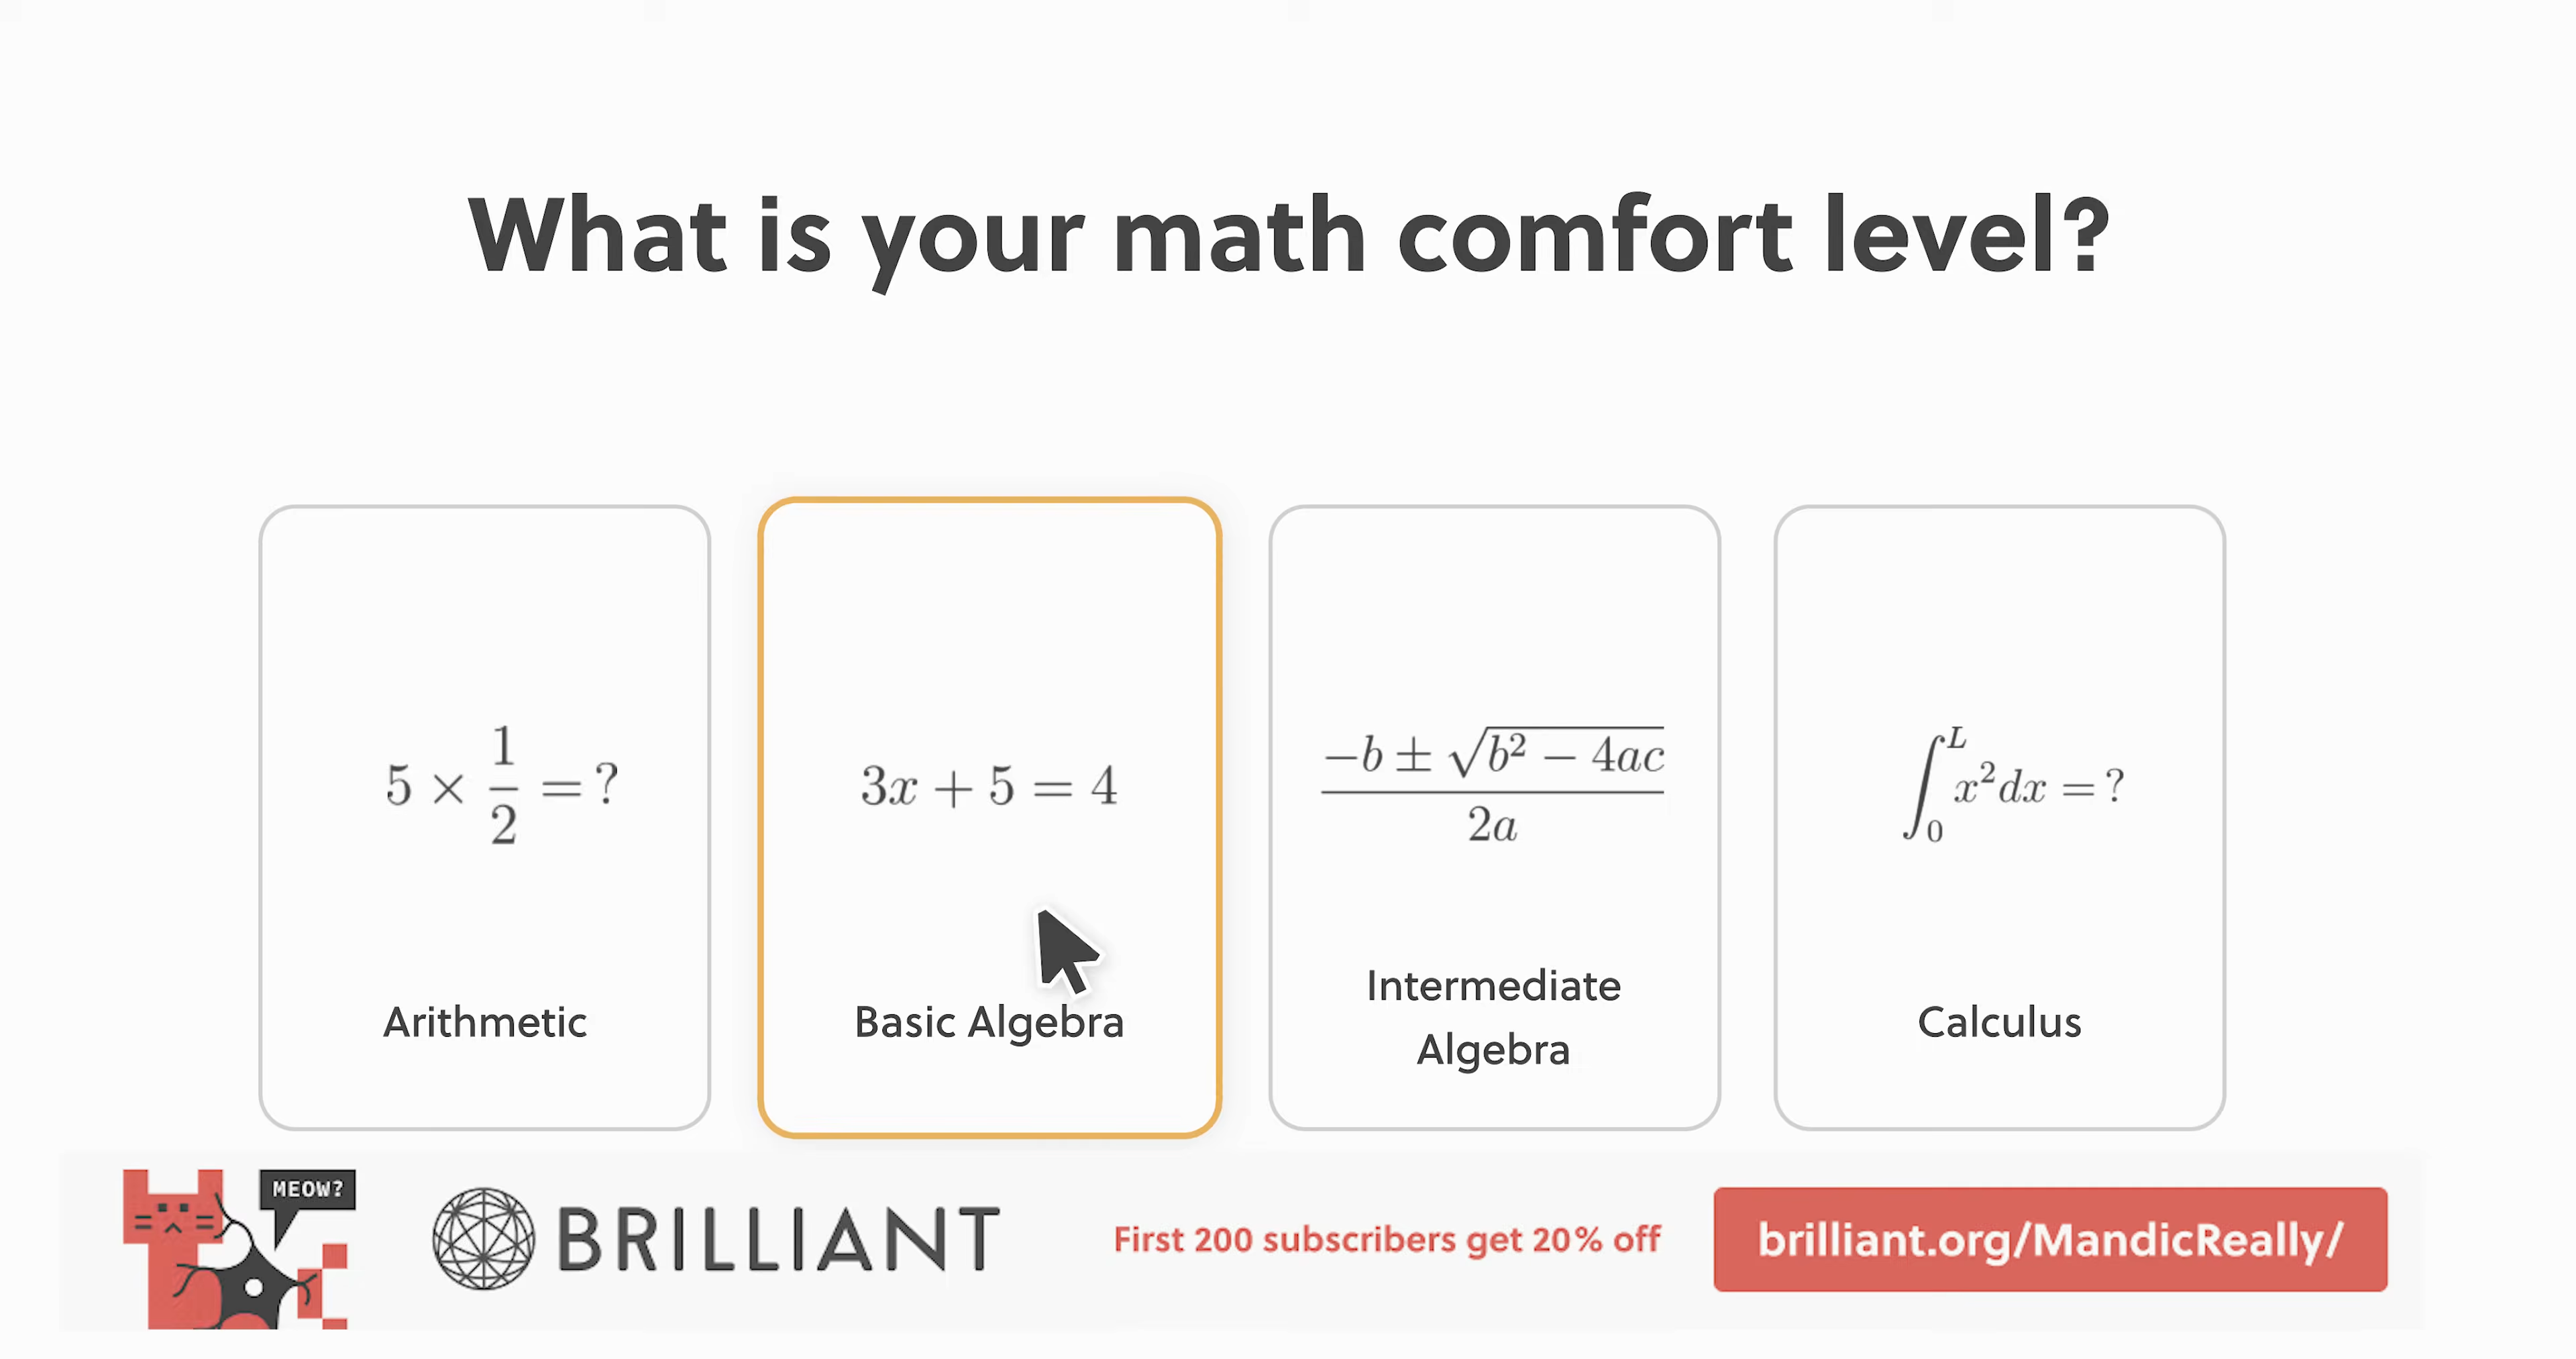 What is your math comfort level?
5 × 1/2 = ?
Arithmetic
3x + 5 = 4
Basic Algebra
(−b ± √(b² − 4ac)) / 2a
Intermediate
Algebra
∫₀ᴸ x²dx = ?
Calculus
MEOW?
BRILLIANT
First 200 subscribers get 20% off
brilliant.org/MandicReally/